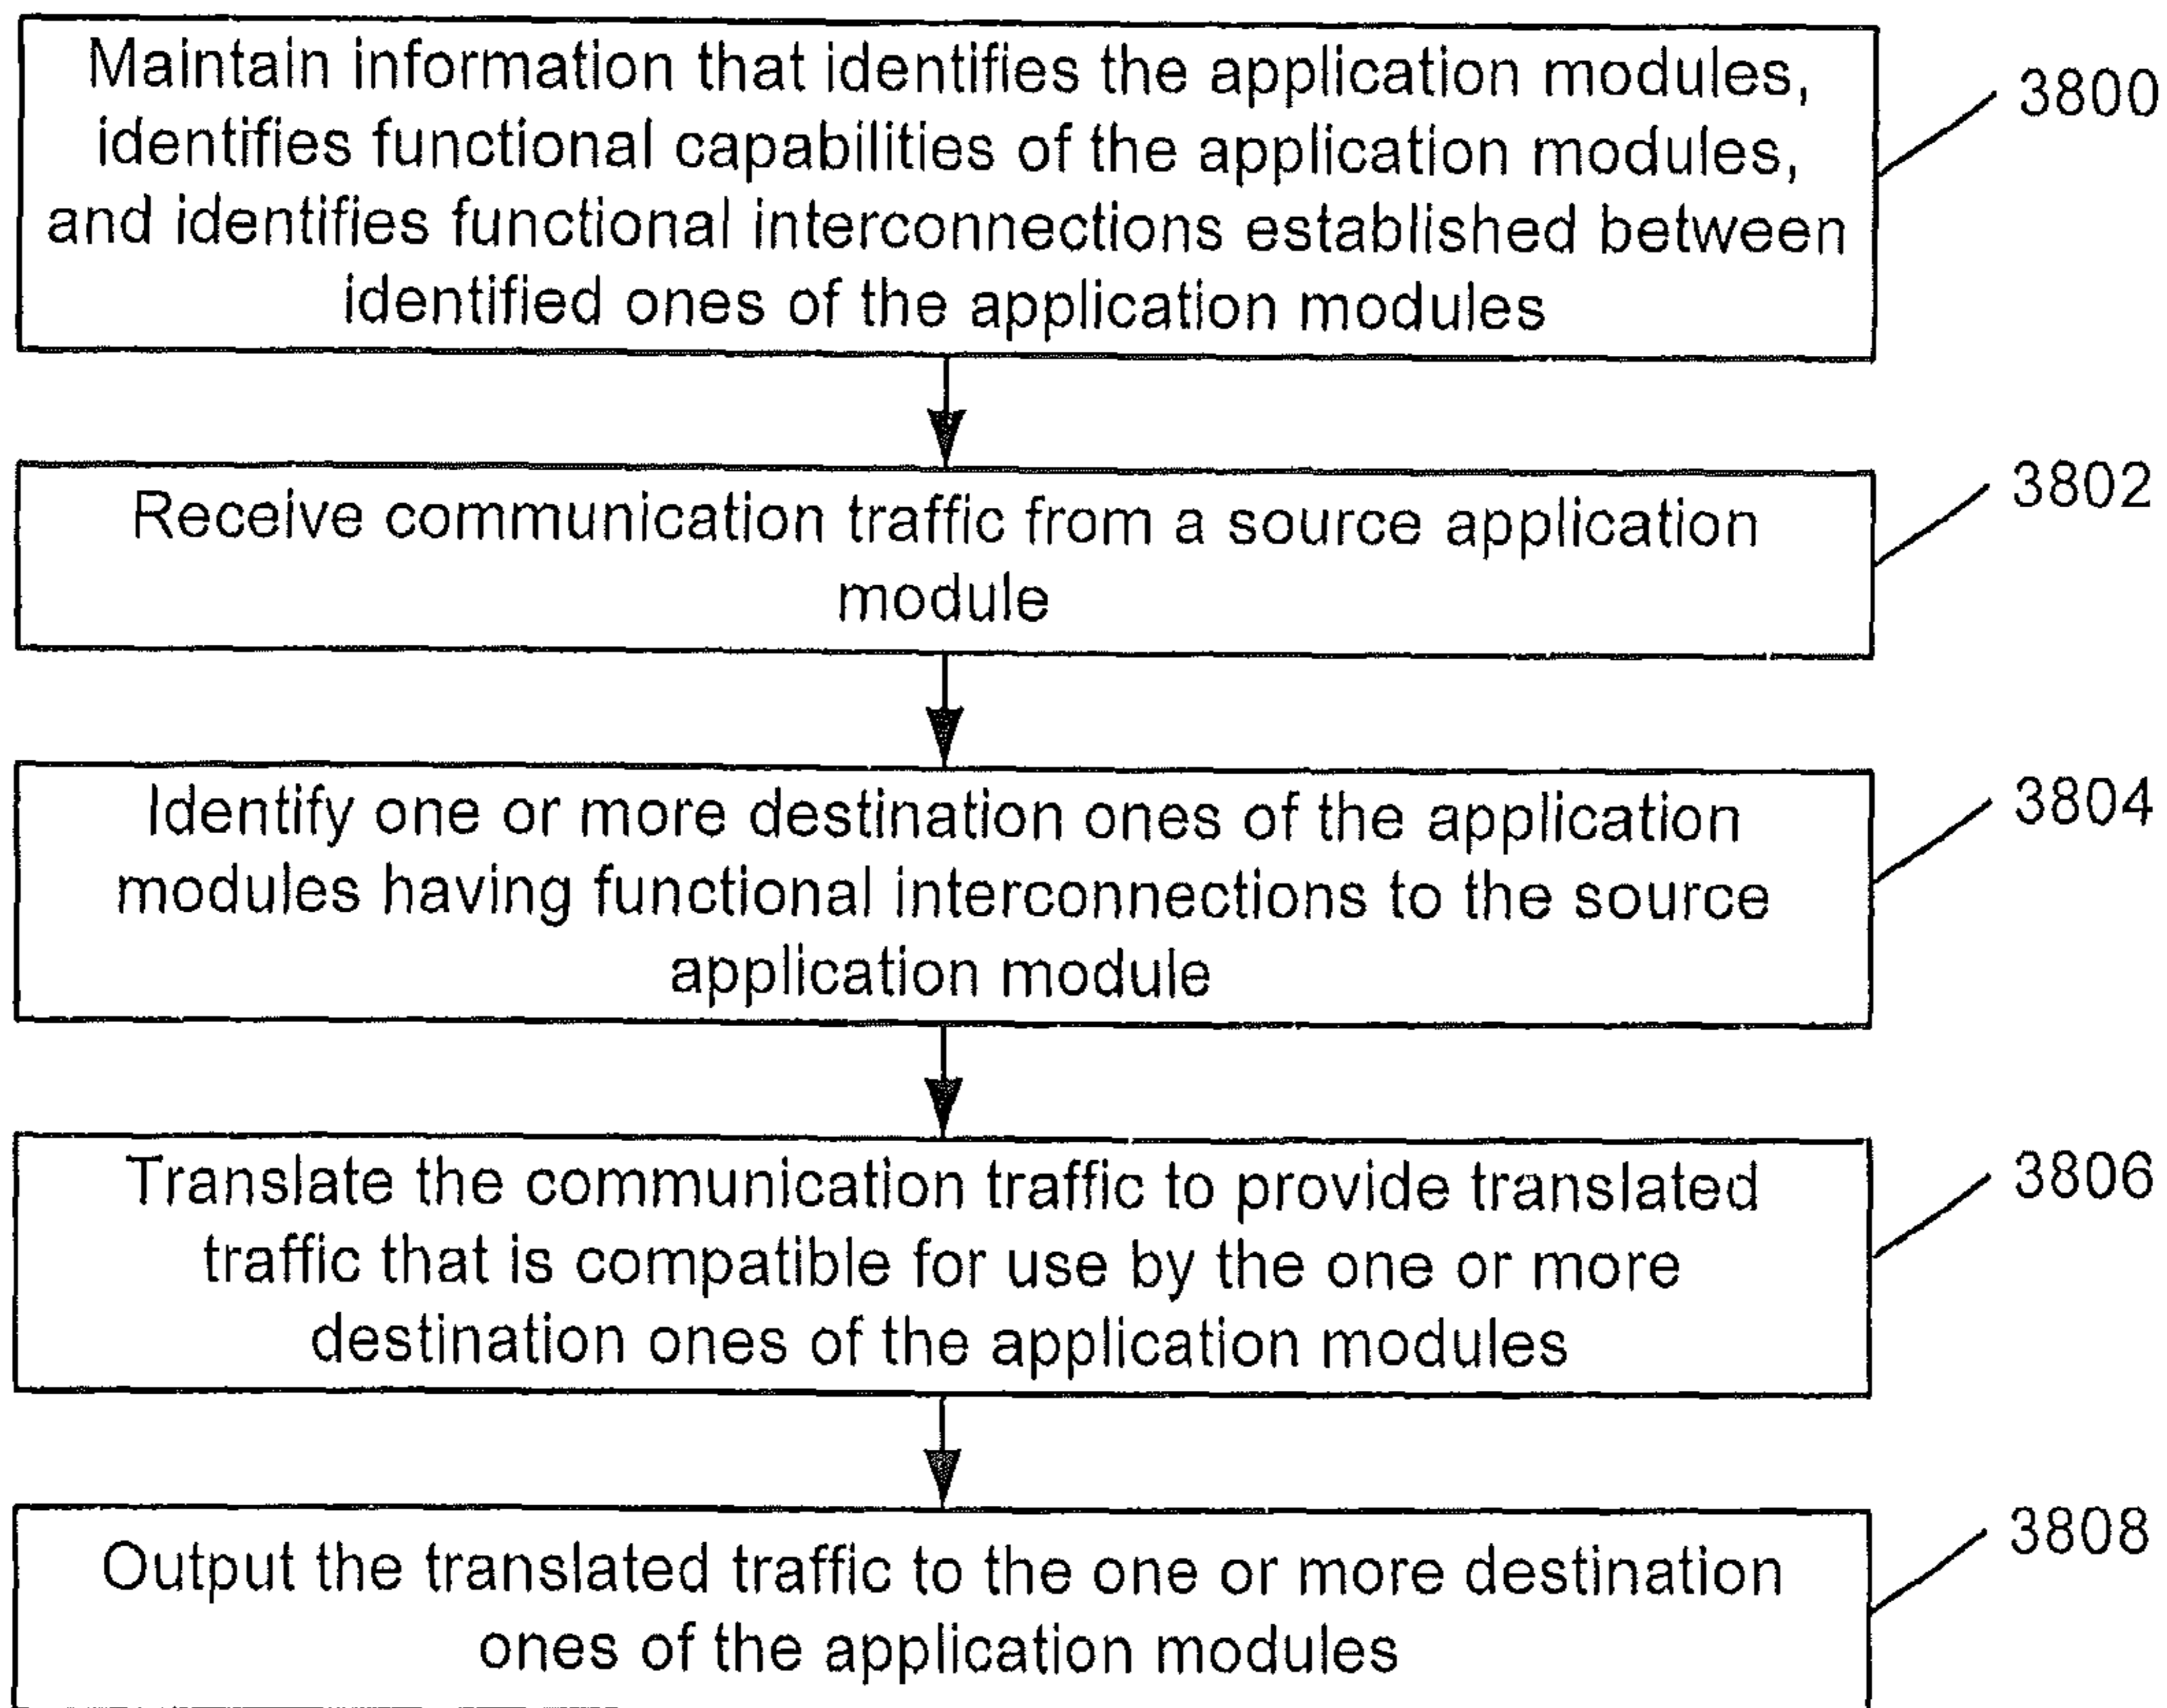 Maintain information that identifies the application modules,
identifies functional capabilities of the application modules,
and identifies functional interconnections established between
identified ones of the application modules
3800
Receive communication traffic from a source application
module
3802
Identify one or more destination ones of the application
modules having functional interconnections to the source
application module
3804
Translate the communication traffic to provide translated
traffic that is compatible for use by the one or more
destination ones of the application modules
3806
Output the translated traffic to the one or more destination
ones of the application modules
3808